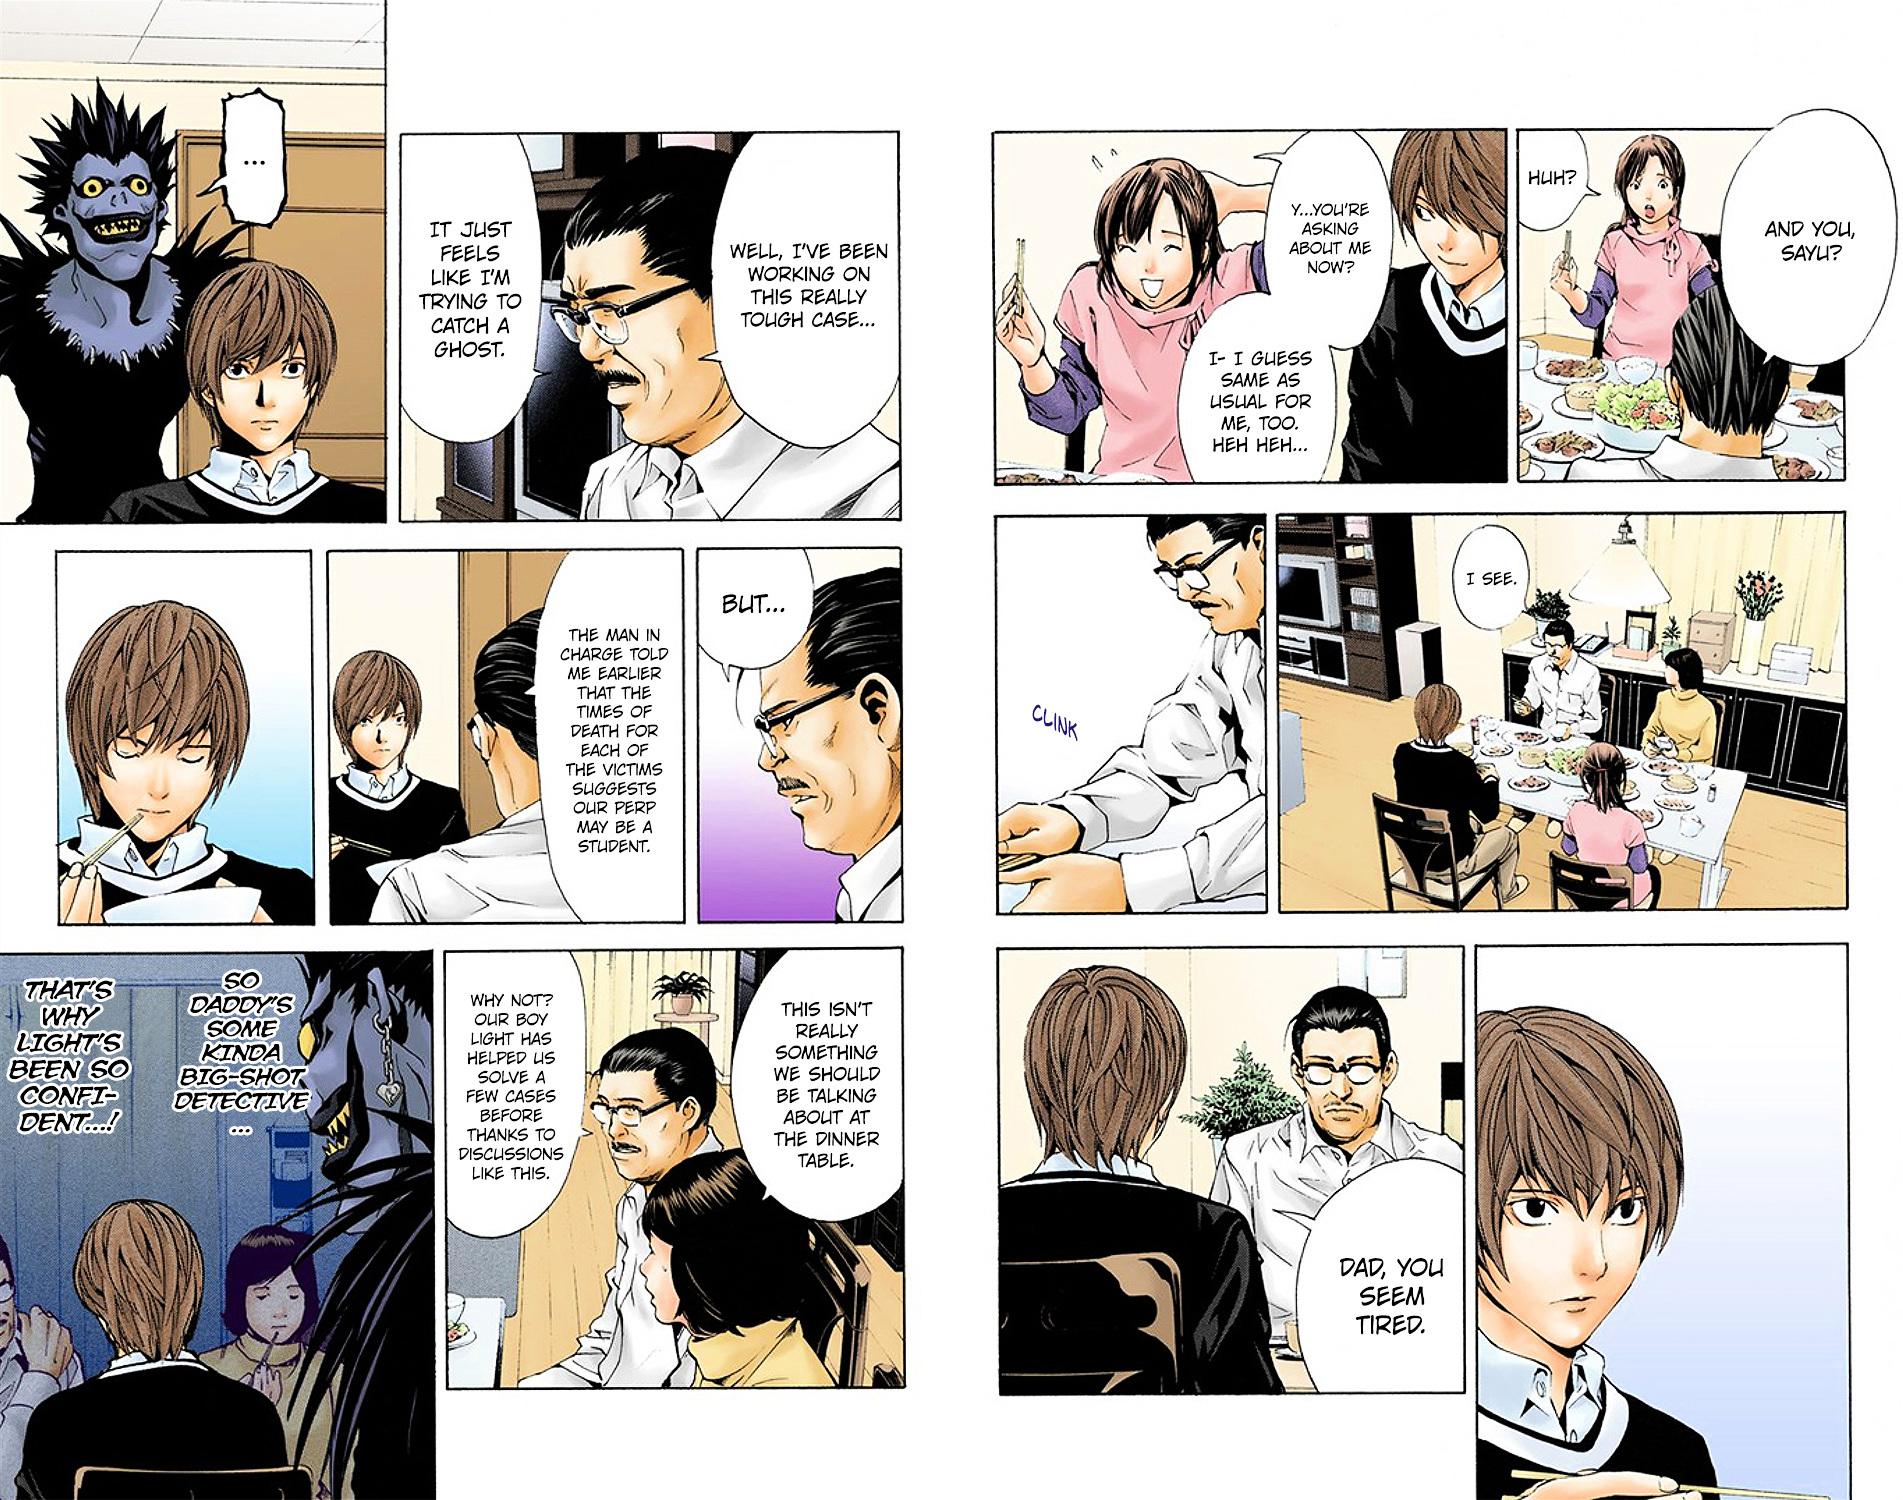 AND YOU,
SAYU?
HUH?
Y...YOU'RE
ASKING
ABOUT ME
NOW?
I- I GUESS
SAME AS
USUAL FOR
ME, TOO.
HEH HEH...
I SEE.
CLINK
DAD, YOU
SEEM
TIRED.
WELL, I'VE BEEN
WORKING ON
THIS REALLY
TOUGH CASE...
IT JUST
FEELS
LIKE I'M
TRYING TO
CATCH A
GHOST.
...
BUT...
THE MAN IN
CHARGE TOLD
ME EARLIER
THAT THE
TIMES OF
DEATH FOR
EACH OF
THE VICTIMS
SUGGESTS
OUR PERP
MAY BE A
STUDENT.
THIS ISN'T
REALLY
SOMETHING
WE SHOULD
BE TALKING
ABOUT AT
THE DINNER
TABLE.
WHY NOT?
OUR BOY
LIGHT HAS
HELPED US
SOLVE A
FEW CASES
BEFORE
THANKS TO
DISCUSSIONS
LIKE THIS.
SO
DADDY'S
SOME
KINDA
BIG-SHOT
DETECTIVE
...
THAT'S
WHY
LIGHT'S
BEEN SO
CONFI-
DENT...!